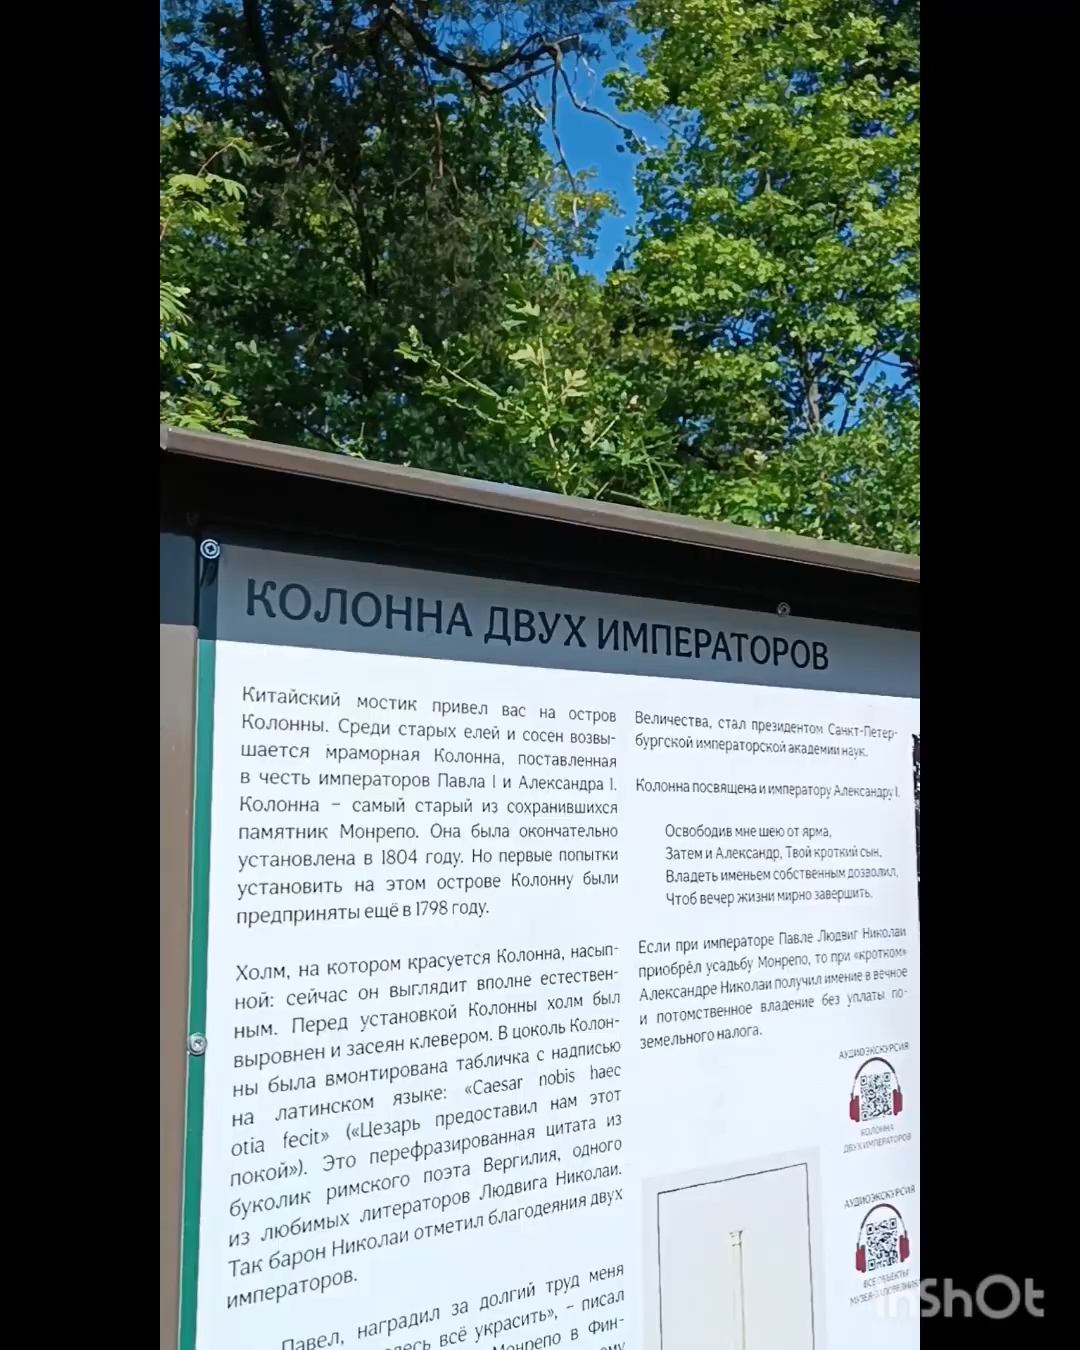 КОЛОННА ДВУХ ИМПЕРАТОРОВ
Китайский мостик привел вас на остров
Колонны. Среди старых елей и сосен возвы-
шается мраморная Колонна, поставленная
в честь императоров Павла I и Александра I.
Колонна – самый старый из сохранившихся
памятник Монрепо. Она была окончательно
установлена в 1804 году. Но первые попытки
установить на этом острове Колонну были
предприняты ещё в 1798 году.
Холм, на котором красуется Колонна, насып-
ной: сейчас он выглядит вполне естествен-
ным. Перед установкой Колонны холм был
выровнен и засеян клевером. В цоколь Колон-
ны была вмонтирована табличка с надписью
на латинском языке: «Caesar nobis haec
otia fecit» («Цезарь предоставил нам этот
покой»). Это перефразированная цитата из
буколик римского поэта Вергилия, одного
из любимых литераторов Людвига Николаи.
Так барон Николаи отметил благодеяния двух
императоров.
Павел, наградил за долгий труд меня
всё украсить», – писал
Монрепо в Фин-
Величества, стал президентом Санкт-Петер-
бургской императорской академии наук.
Колонна посвящена и императору Александру I.
Освободив мне шею от ярма,
Затем и Александр, Твой кроткий сын,
Владеть именьем собственным дозволил,
Чтоб вечер жизни мирно завершить.
Если при императоре Павле Людвиг Николаи
приобрёл усадьбу Монрепо, то при «кротком»
Александре Николаи получил имение в вечное
и потомственное владение без уплаты по-
земельного налога.
АУДИОЭКСКУРСИЯ
КОЛОННА
ДВУХ ИМПЕРАТОРОВ
АУДИОЭКСКУРСИЯ
ВСЕ ОБЪЕКТЫ
МУЗЕЯ-ЗАПОВЕДНИКА
InShOt